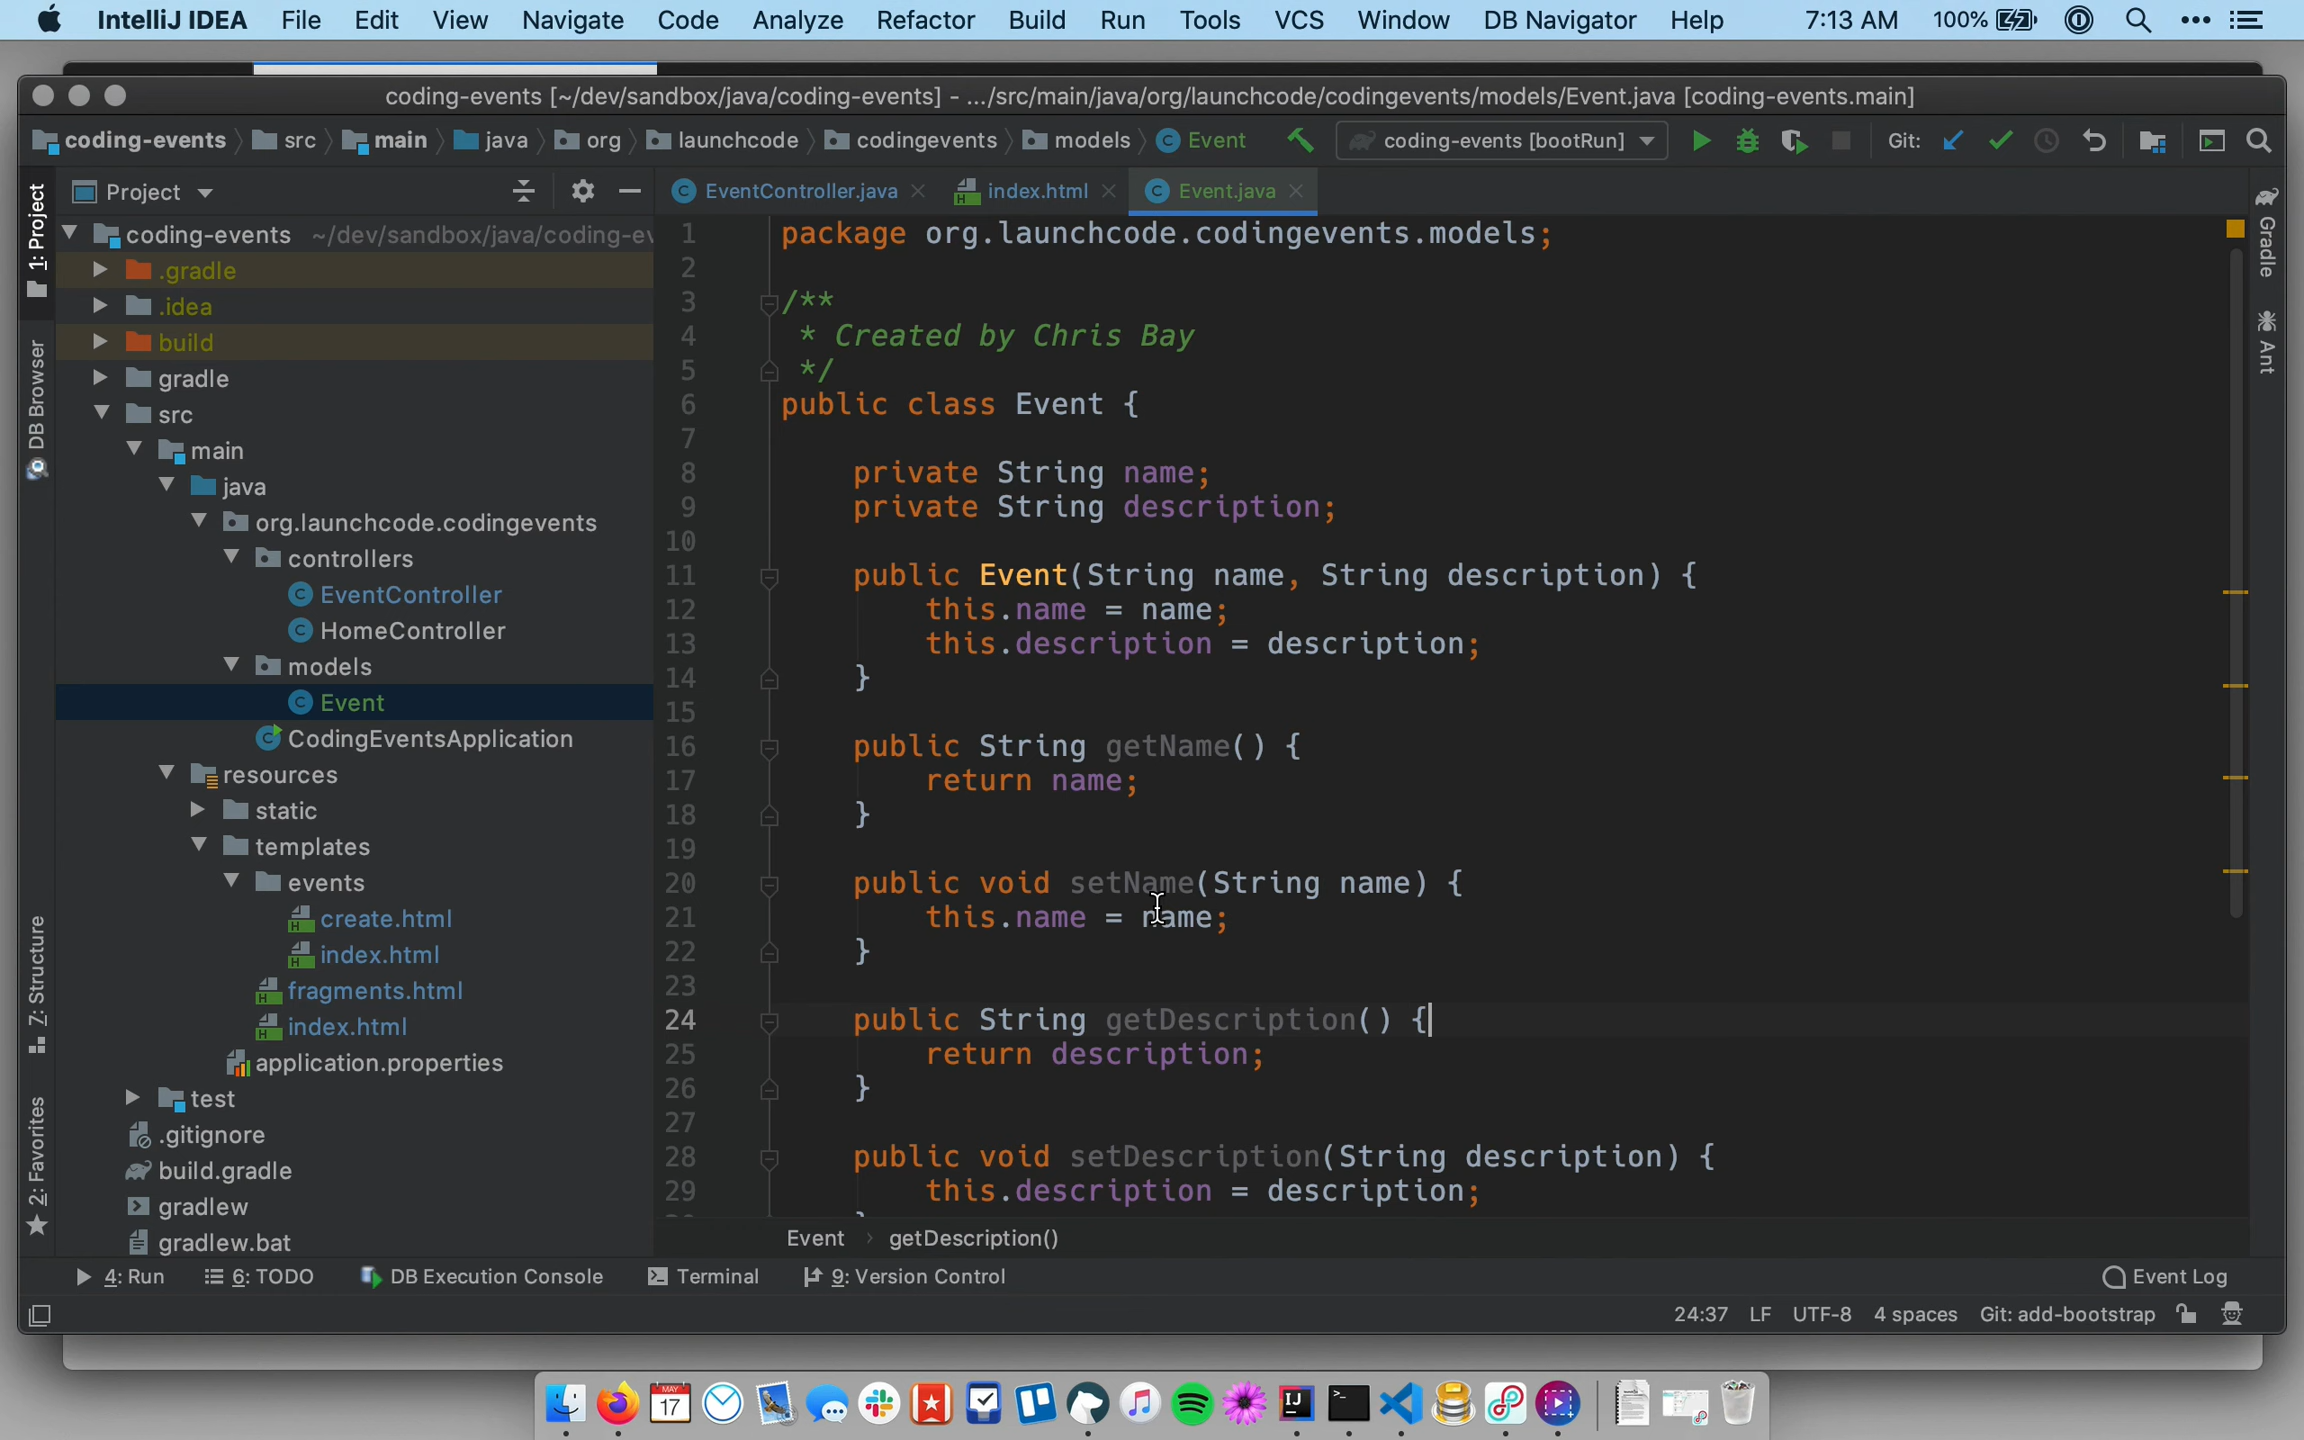 IntelliJ IDEA File Edit View Navigate Code Analyze Refactor Build Run Tools VCS Window DB Navigator Help 7:13 AM 100%
coding-events [~/dev/sandbox/java/coding-events] - .../src/main/java/org/launchcode/codingevents/models/Event.java [coding-events.main]
coding-events src main java org launchcode codingevents models Event coding-events [bootRun] Git:
Project
EventController.java index.html Event.java
1: Project
DB Browser
7: Structure
2: Favorites
coding-events ~/dev/sandbox/java/coding-ev
.gradle
.idea
build
gradle
src
main
java
org.launchcode.codingevents
controllers
EventController
HomeController
models
Event
CodingEventsApplication
resources
static
templates
events
create.html
index.html
fragments.html
index.html
application.properties
test
.gitignore
build.gradle
gradlew
gradlew.bat
1 package org.launchcode.codingevents.models;
2
3 /**
4 * Created by Chris Bay
5 */
6 public class Event {
7
8 private String name;
9 private String description;
10
11 public Event(String name, String description) {
12 this.name = name;
13 this.description = description;
14 }
15
16 public String getName() {
17 return name;
18 }
19
20 public void setName(String name) {
21 this.name = name;
22 }
23
24 public String getDescription() {
25 return description;
26 }
27
28 public void setDescription(String description) {
29 this.description = description;
Gradle
Ant
Event getDescription()
4: Run 6: TODO DB Execution Console Terminal 9: Version Control Event Log
24:37 LF UTF-8 4 spaces Git: add-bootstrap
MAY
17
IJ